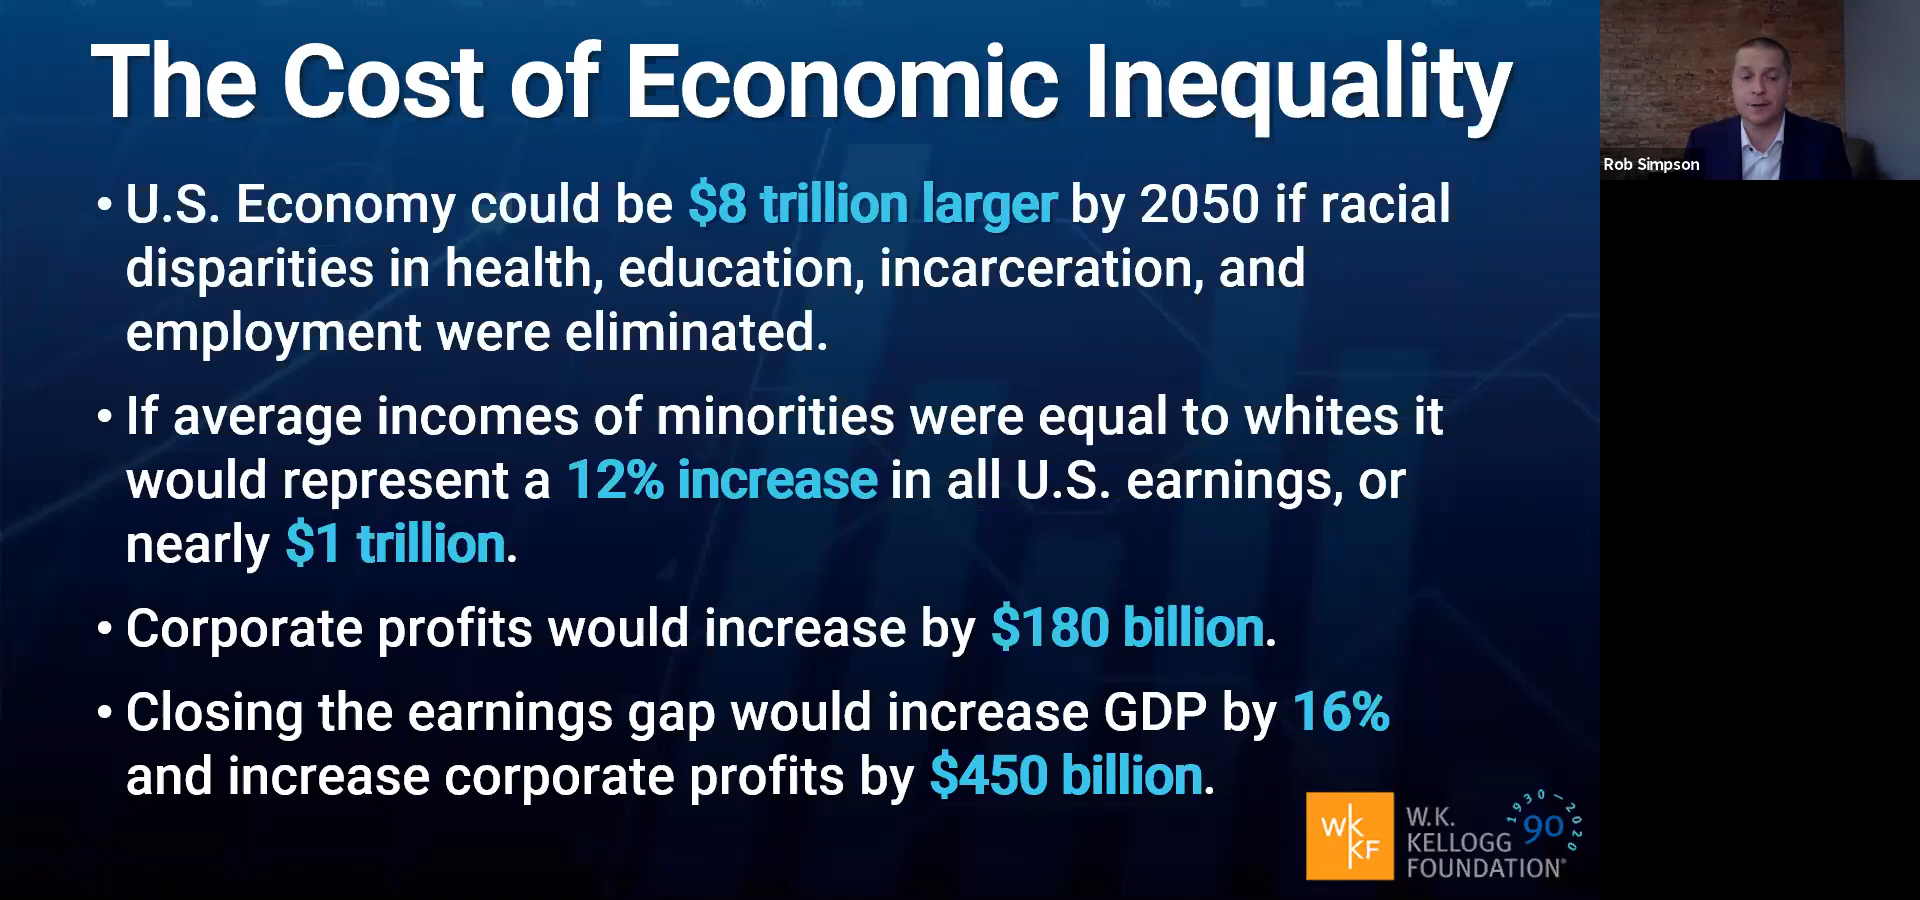 The Cost of Economic Inequality
• U.S. Economy could be $8 trillion larger by 2050 if racial
disparities in health, education, incarceration, and
employment were eliminated.
• If average incomes of minorities were equal to whites it
would represent a 12% increase in all U.S. earnings, or
nearly $1 trillion.
• Corporate profits would increase by $180 billion.
• Closing the earnings gap would increase GDP by 16%
and increase corporate profits by $450 billion.
WK
KF
W.K.
KELLOGG
FOUNDATION®
1930–2020
90
Rob Simpson